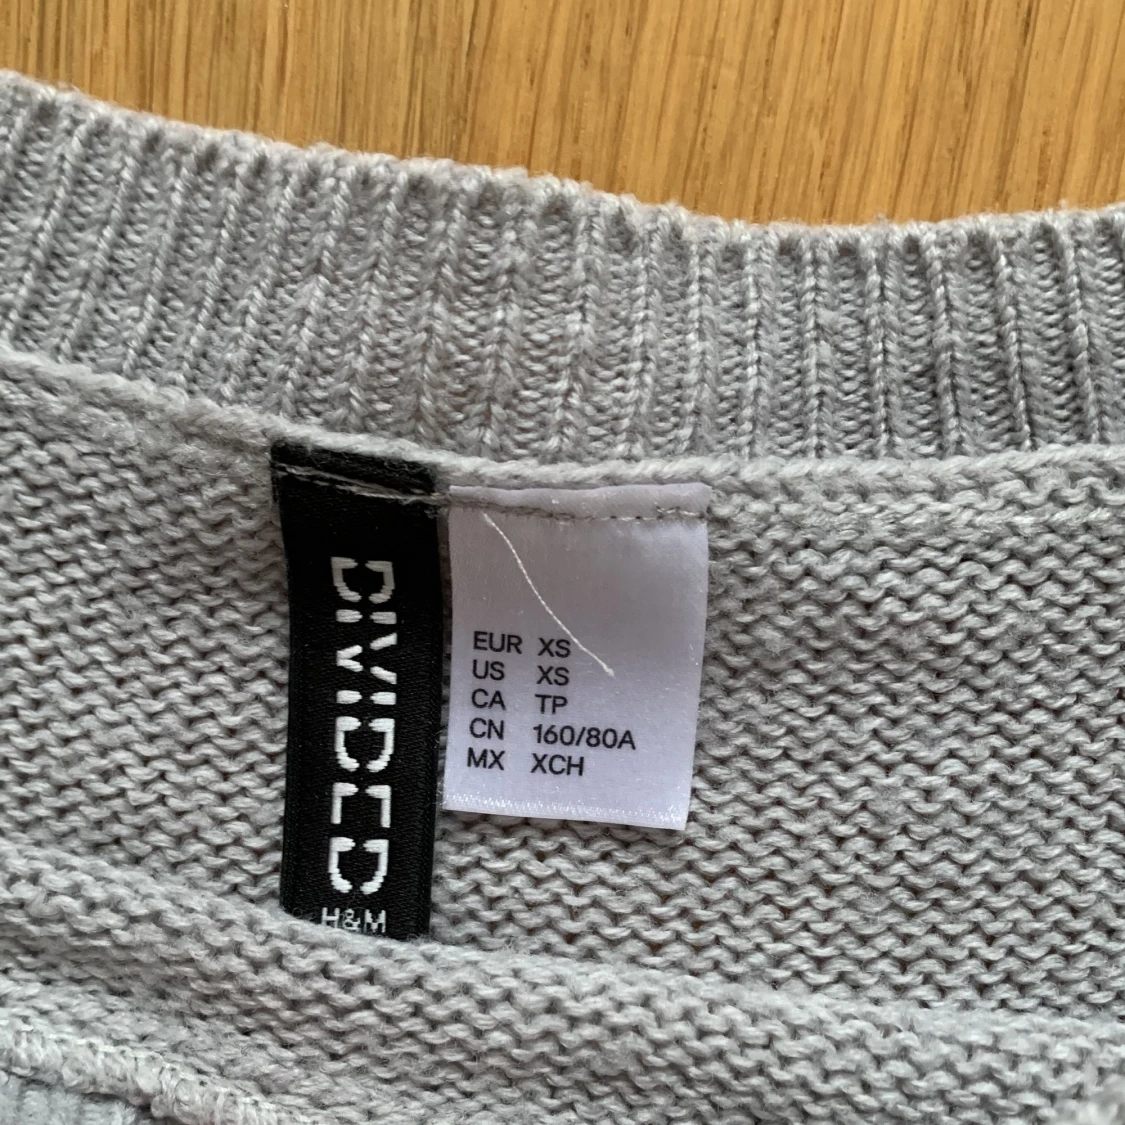 DIVIDED
H&M
EUR XS
US XS
CA TP
CN 160/80A
MX XCH